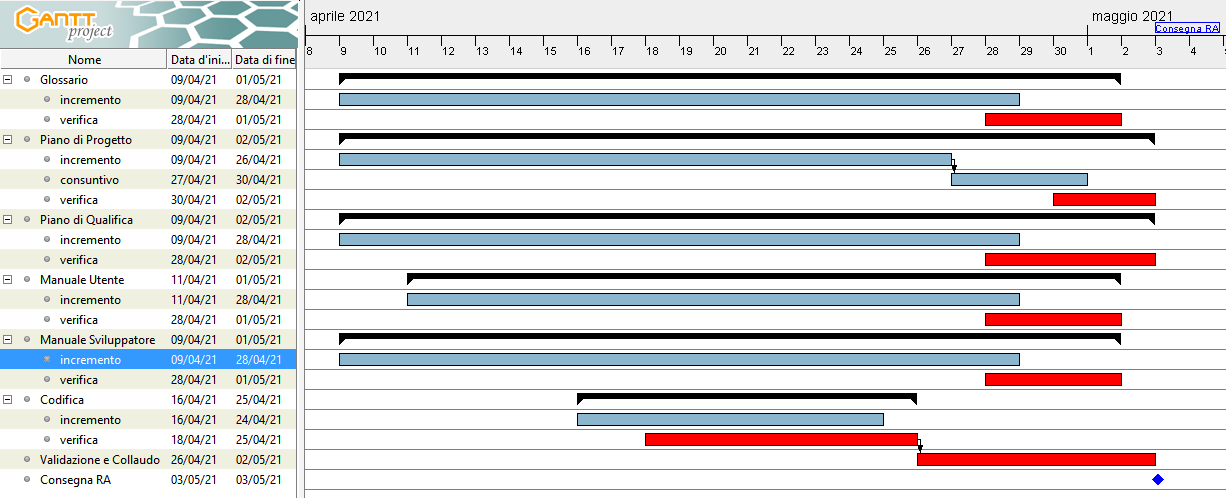 GANTT
project
aprile 2021
maggio 2021
Consegna RA
8 9 10 11 12 13 14 15 16 17 18 19 20 21 22 23 24 25 26 27 28 29 30 1 2 3 4 5
Nome Data d'ini... Data di fine
Glossario 09/04/21 01/05/21
incremento 09/04/21 28/04/21
verifica 28/04/21 01/05/21
Piano di Progetto 09/04/21 02/05/21
incremento 09/04/21 26/04/21
consuntivo 27/04/21 30/04/21
verifica 30/04/21 02/05/21
Piano di Qualifica 09/04/21 02/05/21
incremento 09/04/21 28/04/21
verifica 28/04/21 02/05/21
Manuale Utente 11/04/21 01/05/21
incremento 11/04/21 28/04/21
verifica 28/04/21 01/05/21
Manuale Sviluppatore 09/04/21 01/05/21
incremento 09/04/21 28/04/21
verifica 28/04/21 01/05/21
Codifica 16/04/21 25/04/21
incremento 16/04/21 24/04/21
verifica 18/04/21 25/04/21
Validazione e Collaudo 26/04/21 02/05/21
Consegna RA 03/05/21 03/05/21